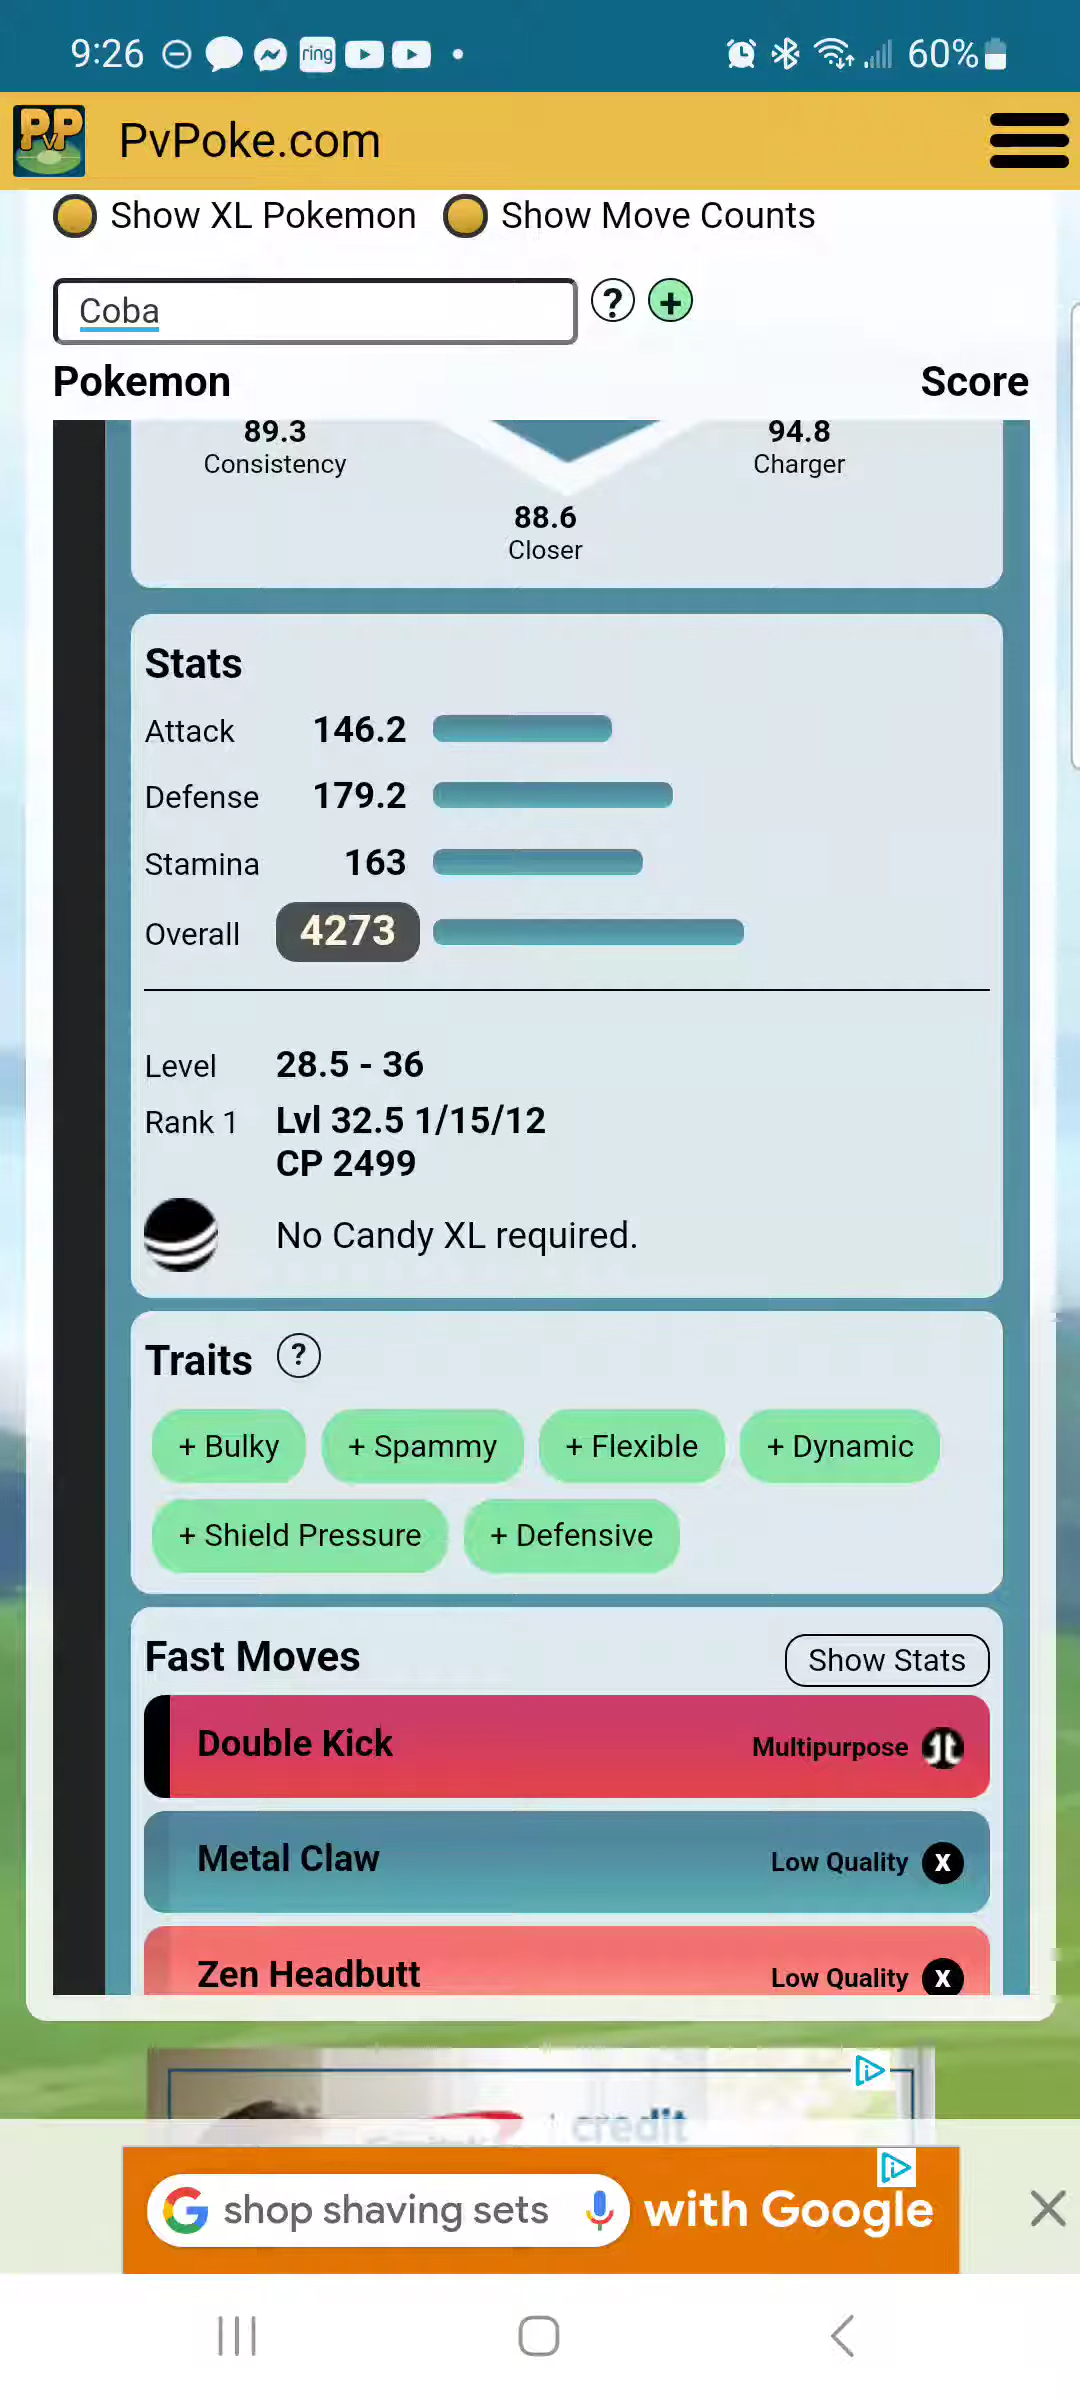 9:26 ring 60%
PvPoke.com
Show XL Pokemon Show Move Counts
Coba ? +
Pokemon Score
89.3 94.8
Consistency Charger
88.6
Closer
Stats
Attack 146.2
Defense 179.2
Stamina 163
Overall 4273
Level 28.5 - 36
Rank 1 Lvl 32.5 1/15/12
CP 2499
No Candy XL required.
Traits ?
+ Bulky + Spammy + Flexible + Dynamic
+ Shield Pressure + Defensive
Fast Moves Show Stats
Double Kick Multipurpose
Metal Claw Low Quality X
Zen Headbutt Low Quality X
credit
shop shaving sets with Google